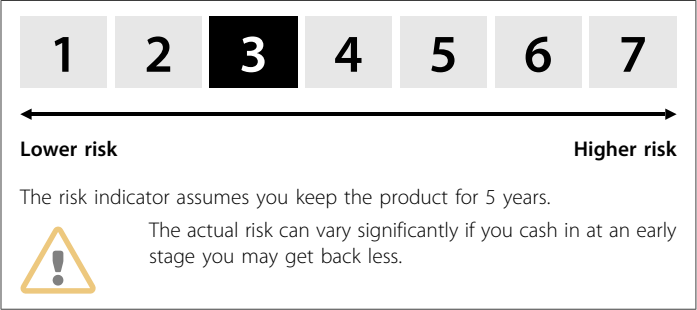 1 2 3 4 5 6 7
Lower risk Higher risk
The risk indicator assumes you keep the product for 5 years.
The actual risk can vary significantly if you cash in at an early
stage you may get back less.